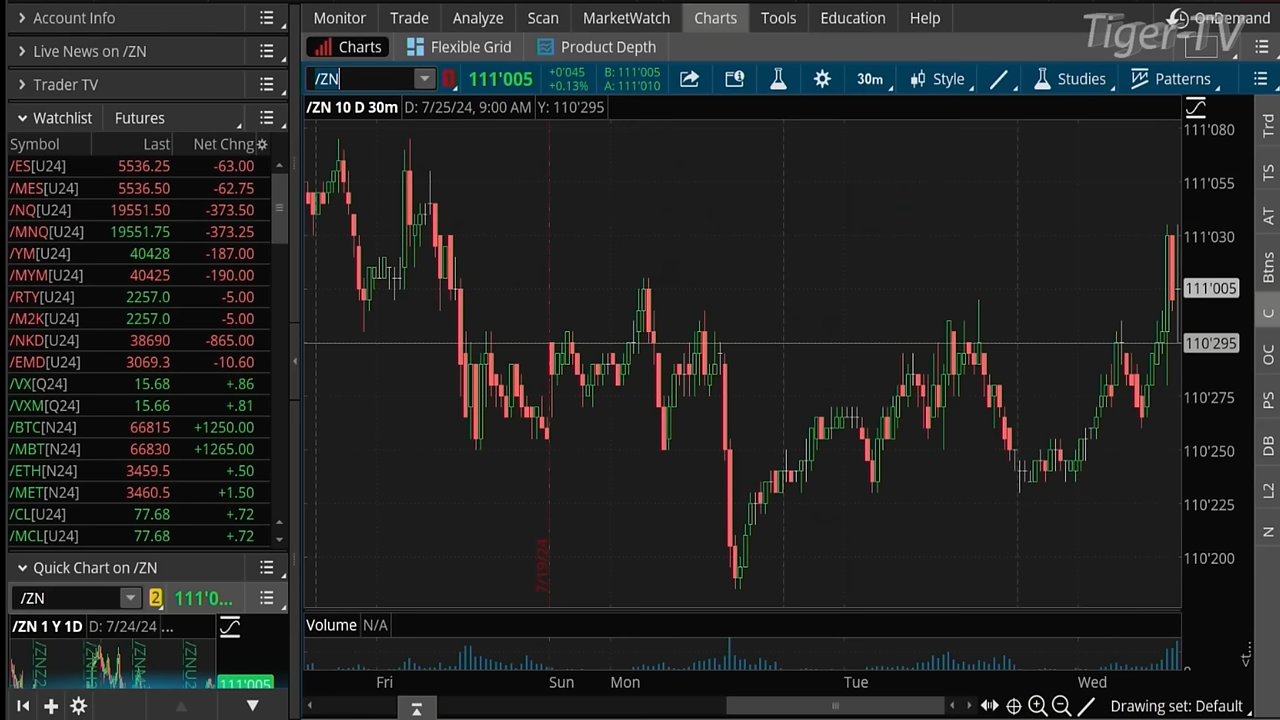 Account Info
Live News on /ZN
Trader TV
Watchlist Futures
Symbol Last Net Chng
/ES[U24] 5536.25 -63.00
/MES[U24] 5536.50 -62.75
/NQ[U24] 19551.50 -373.50
/MNQ[U24] 19551.75 -373.25
/YM[U24] 40428 -187.00
/MYM[U24] 40425 -190.00
/RTY[U24] 2257.0 -5.00
/M2K[U24] 2257.0 -5.00
/NKD[U24] 38690 -865.00
/EMD[U24] 3069.3 -10.60
/VX[Q24] 15.68 +.86
/VXM[Q24] 15.66 +.81
/BTC[N24] 66815 +1250.00
/MBT[N24] 66830 +1265.00
/ETH[N24] 3459.5 +.50
/MET[N24] 3460.5 +1.50
/CL[U24] 77.68 +.72
/MCL[U24] 77.68 +.72
Quick Chart on /ZN
/ZN 2 111'0...
/ZN 1 Y 1D D: 7/24/24 ...
111'005
Monitor Trade Analyze Scan MarketWatch Charts Tools Education Help OnDemand
Tiger-TV
Charts Flexible Grid Product Depth
/ZN 111'005 +0'045 B: 111'005 30m Style Studies Patterns
+0.13% A: 111'010
/ZN 10 D 30m D: 7/25/24, 9:00 AM Y: 110'295
111'080
111'055
111'030
111'005
110'295
110'275
110'250
110'225
110'200
7/19/24
Volume N/A
0
Fri Sun Mon Tue Wed
Drawing set: Default
Trd
TS
AT
Btns
C
OC
PS
DB
L2
N